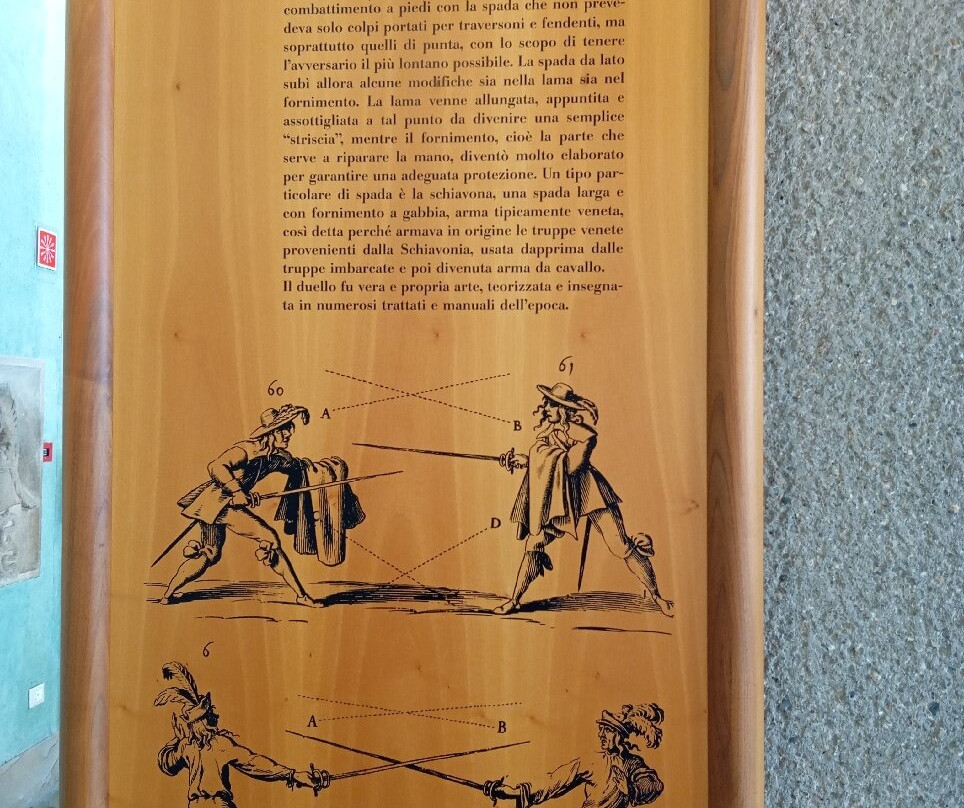 combattimento a piedi con la spada che non preve-
deva solo colpi portati per traversoni e fendenti, ma
soprattutto quelli di punta, con lo scopo di tenere
l'avversario il più lontano possibile. La spada da lato
subì allora alcune modifiche sia nella lama sia nel
fornimento. La lama venne allungata, appuntita e
assottigliata a tal punto da divenire una semplice
“striscia”, mentre il fornimento, cioè la parte che
serve a riparare la mano, diventò molto elaborato
per garantire una adeguata protezione. Un tipo par-
ticolare di spada è la schiavona, una spada larga e
con fornimento a gabbia, arma tipicamente veneta,
così detta perché armava in origine le truppe venete
provenienti dalla Schiavonia, usata dapprima dalle
truppe imbarcate e poi divenuta arma da cavallo.
Il duello fu vera e propria arte, teorizzata e insegna-
ta in numerosi trattati e manuali dell'epoca.
60
61
A
B
D
6
A
B